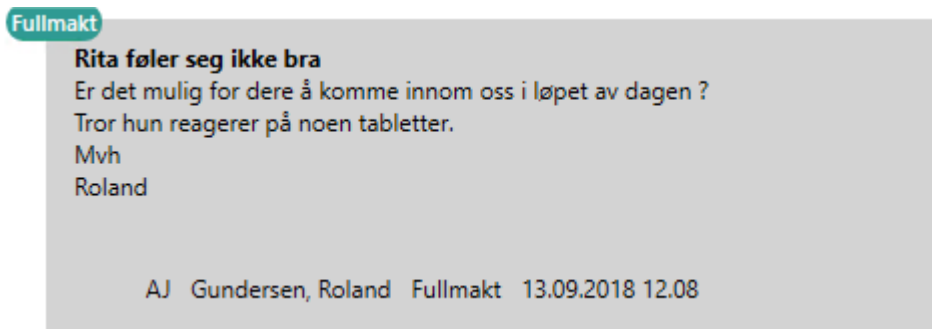 Fullmakt
Rita føler seg ikke bra
Er det mulig for dere å komme innom oss i løpet av dagen ?
Tror hun reagerer på noen tabletter.
Mvh
Roland
AJ Gundersen, Roland Fullmakt 13.09.2018 12.08